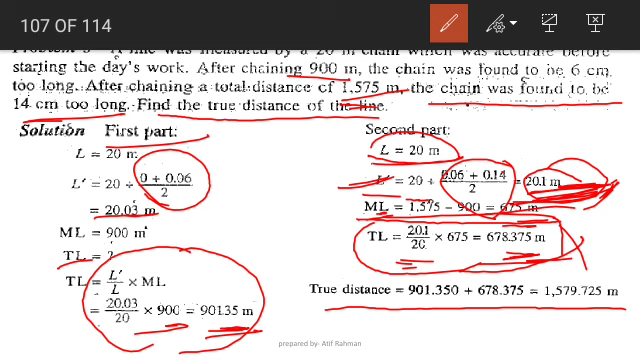 107 OF 114
Problem 3 A line was measured by a 20 m chain which was accurate before
starting the day's work. After chaining 900 m, the chain was found to be 6 cm
too long. After chaining a total distance of 1,575 m, the chain was found to be
14 cm too long. Find the true distance of the line.
Solution First part:
L = 20 m
L' = 20 + (0 + 0.06)/2
= 20.03 m
ML = 900 m
TL = ?
TL = L'/L × ML
= 20.03/20 × 900 = 901.35 m
Second part:
L = 20 m
L' = 20 + (0.06 + 0.14)/2 = 20.1 m
ML = 1,575 − 900 = 675 m
TL = 20.1/20 × 675 = 678.375 m
True distance = 901.350 + 678.375 = 1,579.725 m
prepared by- Atif Rahman